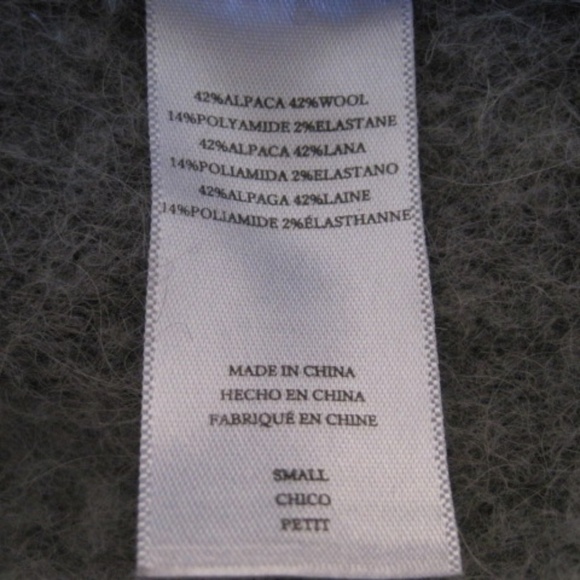 42%ALPACA 42%WOOL
14%POLYAMIDE 2%ELASTANE
42%ALPACA 42%LANA
14%POLIAMIDA 2%ELASTANO
42%ALPAGA 42%LAINE
14%POLIAMIDE 2%ÉLASTHANNE
MADE IN CHINA
HECHO EN CHINA
FABRIQUÉ EN CHINE
SMALL
CHICO
PETIT